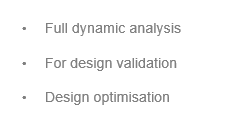 • Full dynamic analysis
• For design validation
• Design optimisation